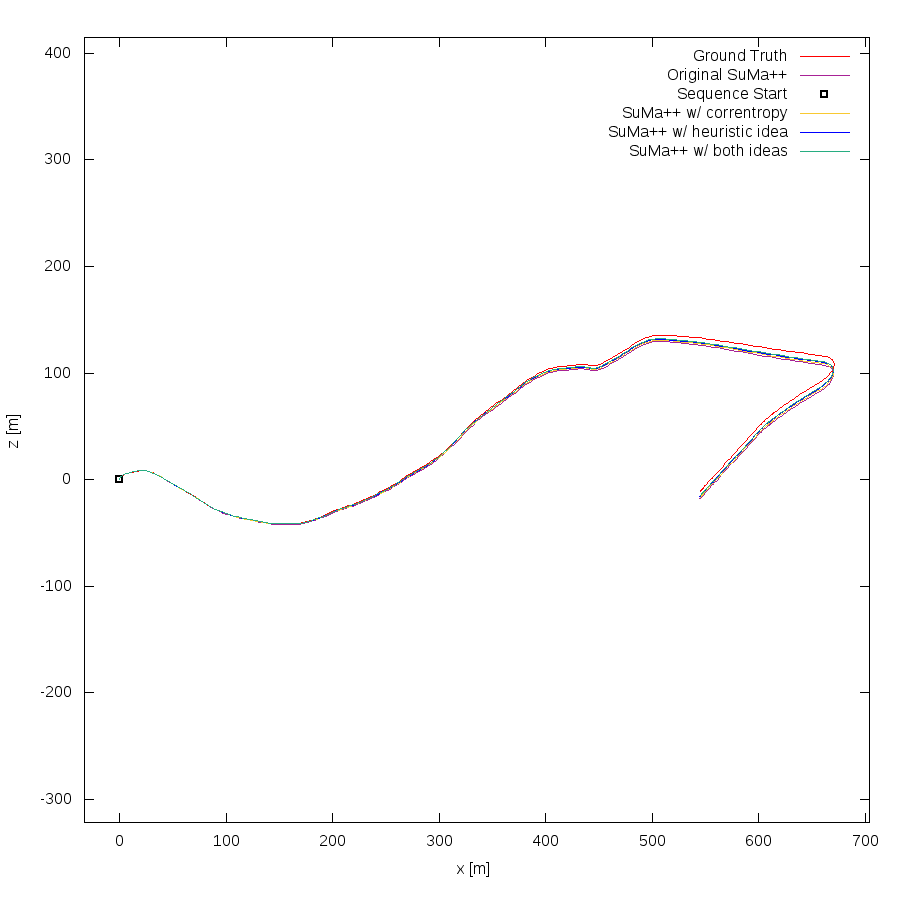 400
300
200
100
0
-100
-200
-300
z [m]
Ground Truth
Original SuMa++
Sequence Start
SuMa++ w/ correntropy
SuMa++ w/ heuristic idea
SuMa++ w/ both ideas
0 100 200 300 400 500 600 700
x [m]